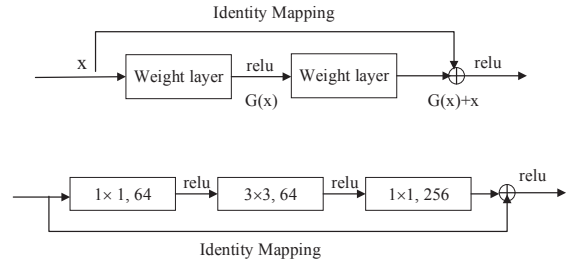 Identity Mapping
x
Weight layer
relu
G(x)
Weight layer
relu
G(x)+x
1× 1, 64
relu
3×3, 64
relu
1×1, 256
relu
Identity Mapping